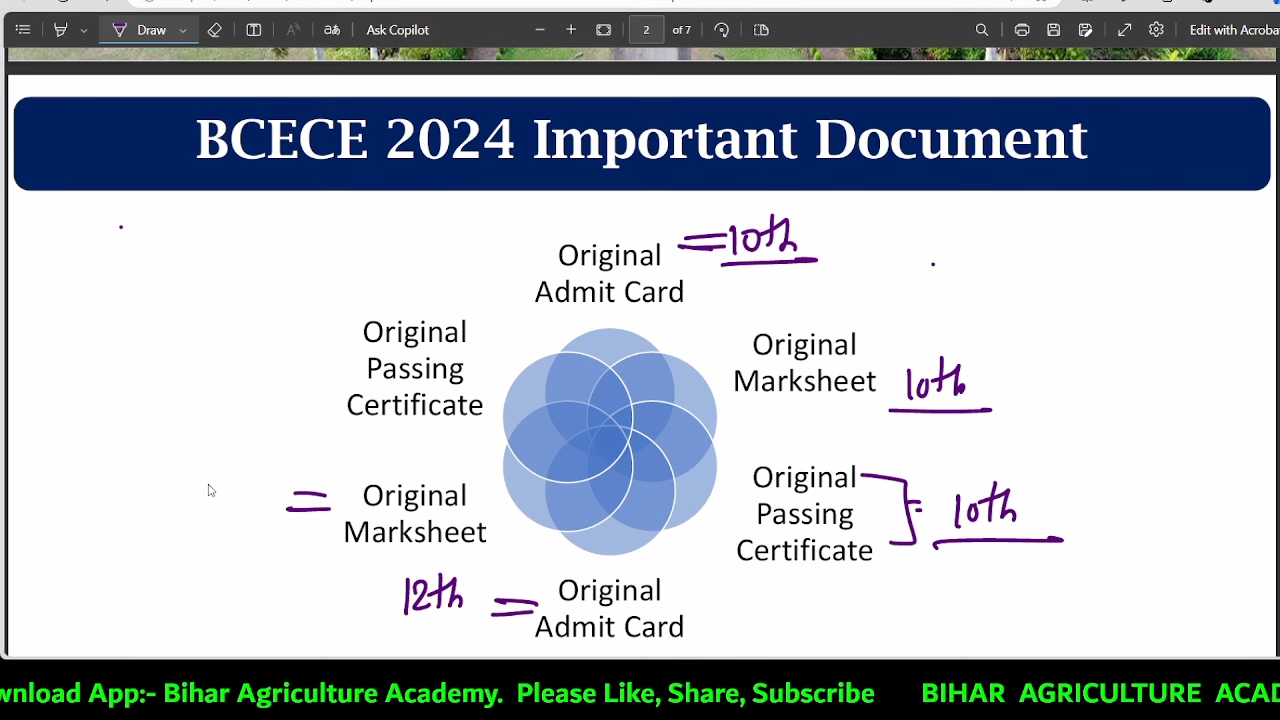 Draw
Ask Copilot
2 of 7
Edit with Acroba
BCECE 2024 Important Document
Original = 10th
Admit Card
Original
Marksheet 10th
Original
Passing
Certificate = 10th
12th = Original
Admit Card
= Original
Marksheet
Original
Passing
Certificate
wnload App:- Bihar Agriculture Academy. Please Like, Share, Subscribe BIHAR AGRICULTURE ACAD